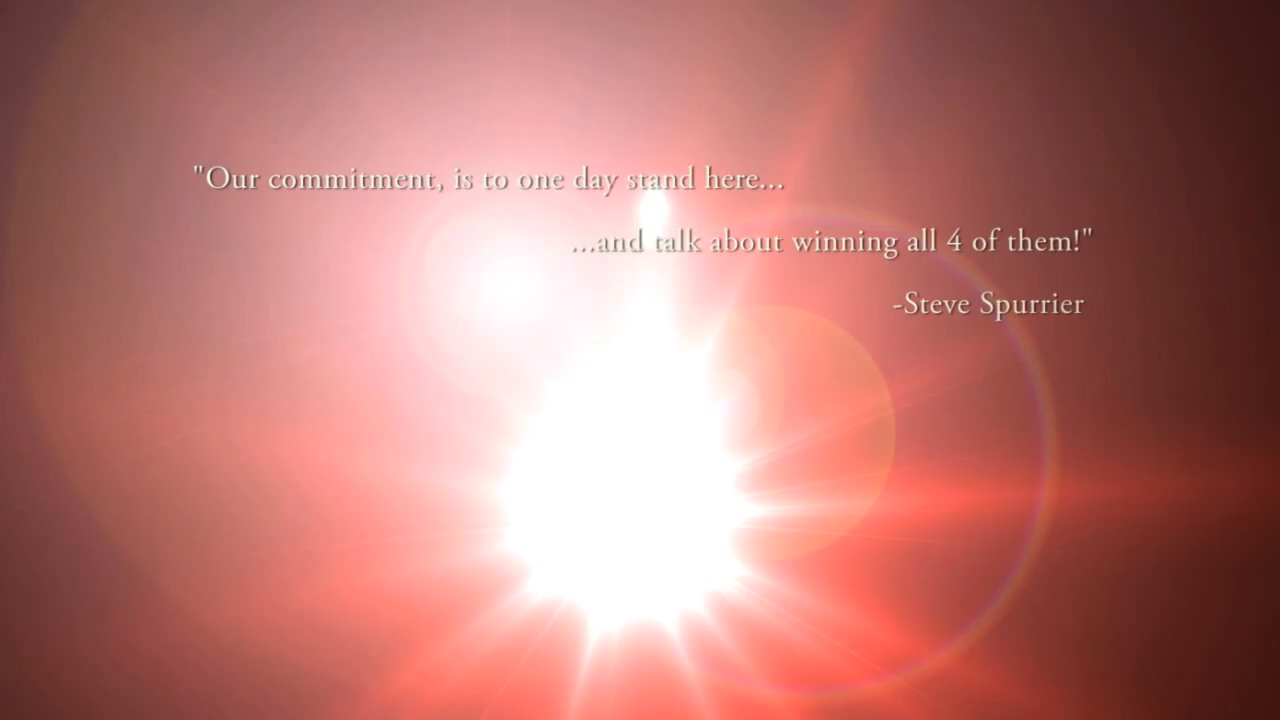 "Our commitment, is to one day stand here...
...and talk about winning all 4 of them!"
-Steve Spurrier